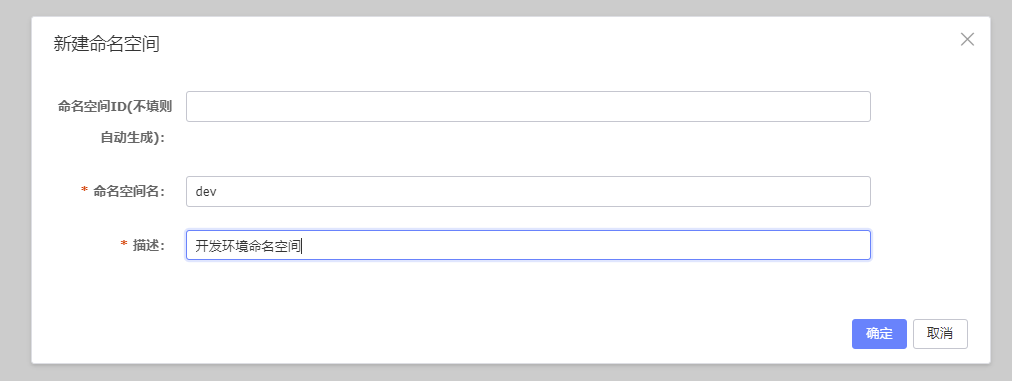 新建命名空间
命名空间ID(不填则
自动生成):
* 命名空间名: dev
* 描述: 开发环境命名空间
确定 取消